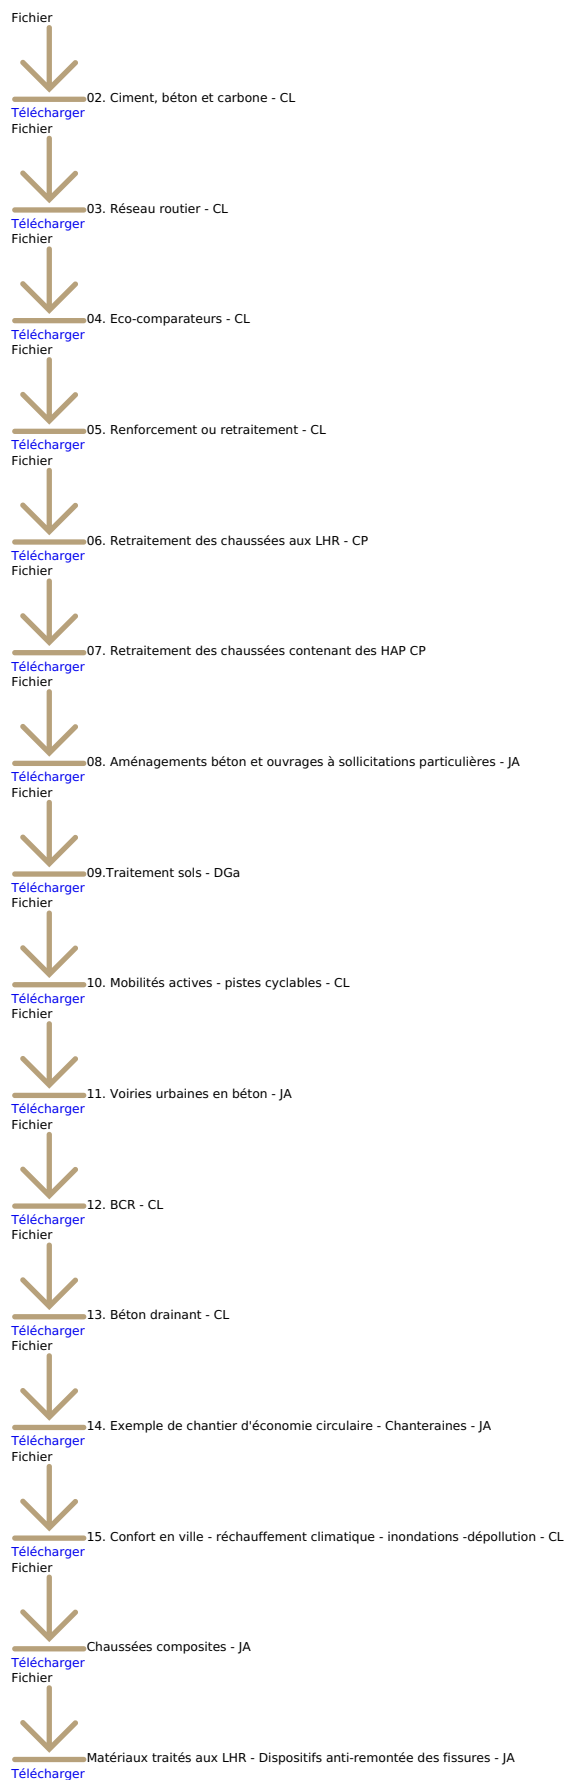 Fichier
02. Ciment, béton et carbone - CL
Télécharger
Fichier
03. Réseau routier - CL
Télécharger
Fichier
04. Eco-comparateurs - CL
Télécharger
Fichier
05. Renforcement ou retraitement - CL
Télécharger
Fichier
06. Retraitement des chaussées aux LHR - CP
Télécharger
Fichier
07. Retraitement des chaussées contenant des HAP CP
Télécharger
Fichier
08. Aménagements béton et ouvrages à sollicitations particulières - JA
Télécharger
Fichier
09.Traitement sols - DGa
Télécharger
Fichier
10. Mobilités actives - pistes cyclables - CL
Télécharger
Fichier
11. Voiries urbaines en béton - JA
Télécharger
Fichier
12. BCR - CL
Télécharger
Fichier
13. Béton drainant - CL
Télécharger
Fichier
14. Exemple de chantier d'économie circulaire - Chanteraines - JA
Télécharger
Fichier
15. Confort en ville - réchauffement climatique - inondations -dépollution - CL
Télécharger
Fichier
Chaussées composites - JA
Télécharger
Fichier
Matériaux traités aux LHR - Dispositifs anti-remontée des fissures - JA
Télécharger